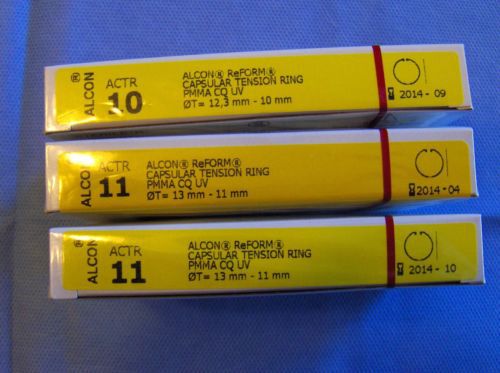 ALCON®
ACTR
10
ALCON® ReFORM®
CAPSULAR TENSION RING
PMMA CQ UV
ØT= 12,3 mm - 10 mm
2014 - 09
ALCON
ACTR
11
ALCON® ReFORM®
CAPSULAR TENSION RING
PMMA CQ UV
ØT= 13 mm - 11 mm
2014 - 04
ALCON®
ACTR
11
ALCON® ReFORM®
CAPSULAR TENSION RING
PMMA CQ UV
ØT= 13 mm - 11 mm
2014 - 10